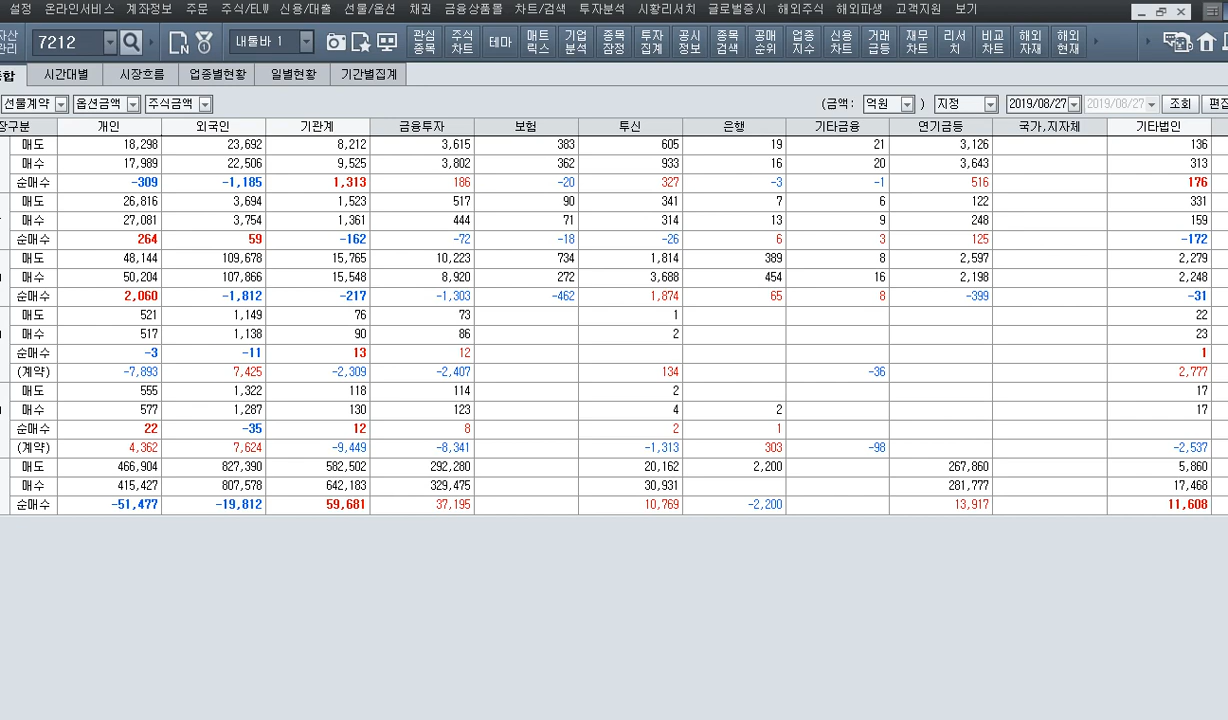 설정 온라인서비스 계좌정보 주문 주식/ELW 신용/대출 선물/옵션 채권 금융상품몰 차트/검색 투자분석 시황리서치 글로벌증시 해외주식 해외파생 고객지원 보기
자산관리 7212 내툴바 1 관심종목 주식차트 테마 매트릭스 기업분석 종목잠정 투자집계 공시정보 종목검색 공매순위 업종지수 신용차트 거래급등 재무차트 리서치 비교차트 해외자재 해외현재
종합 시간대별 시장흐름 업종별현황 일별현황 기간별집계
선물계약 옵션금액 주식금액 (금액: 억원 ) 지정 2019/08/27 2019/08/27 조회 편집
장구분 개인 외국인 기관계 금융투자 보험 투신 은행 기타금융 연기금등 국가,지자체 기타법인
매도 18,298 23,692 8,212 3,615 383 605 19 21 3,126 136
매수 17,989 22,506 9,525 3,802 362 933 16 20 3,643 313
순매수 -309 -1,185 1,313 186 -20 327 -3 -1 516 176
매도 26,816 3,694 1,523 517 90 341 7 6 122 331
매수 27,081 3,754 1,361 444 71 314 13 9 248 159
순매수 264 59 -162 -72 -18 -26 6 3 125 -172
매도 48,144 109,678 15,765 10,223 734 1,814 389 8 2,597 2,279
매수 50,204 107,866 15,548 8,920 272 3,688 454 16 2,198 2,248
순매수 2,060 -1,812 -217 -1,303 -462 1,874 65 8 -399 -31
매도 521 1,149 76 73 1 22
매수 517 1,138 90 86 2 23
순매수 -3 -11 13 12 1
(계약) -7,893 7,425 -2,309 -2,407 134 -36 2,777
매도 555 1,322 118 114 2 17
매수 577 1,287 130 123 4 2 17
순매수 22 -35 12 8 2 1
(계약) 4,362 7,624 -9,449 -8,341 -1,313 303 -98 -2,537
매도 466,904 827,390 582,502 292,280 20,162 2,200 267,860 5,860
매수 415,427 807,578 642,183 329,475 30,931 281,777 17,468
순매수 -51,477 -19,812 59,681 37,195 10,769 -2,200 13,917 11,608